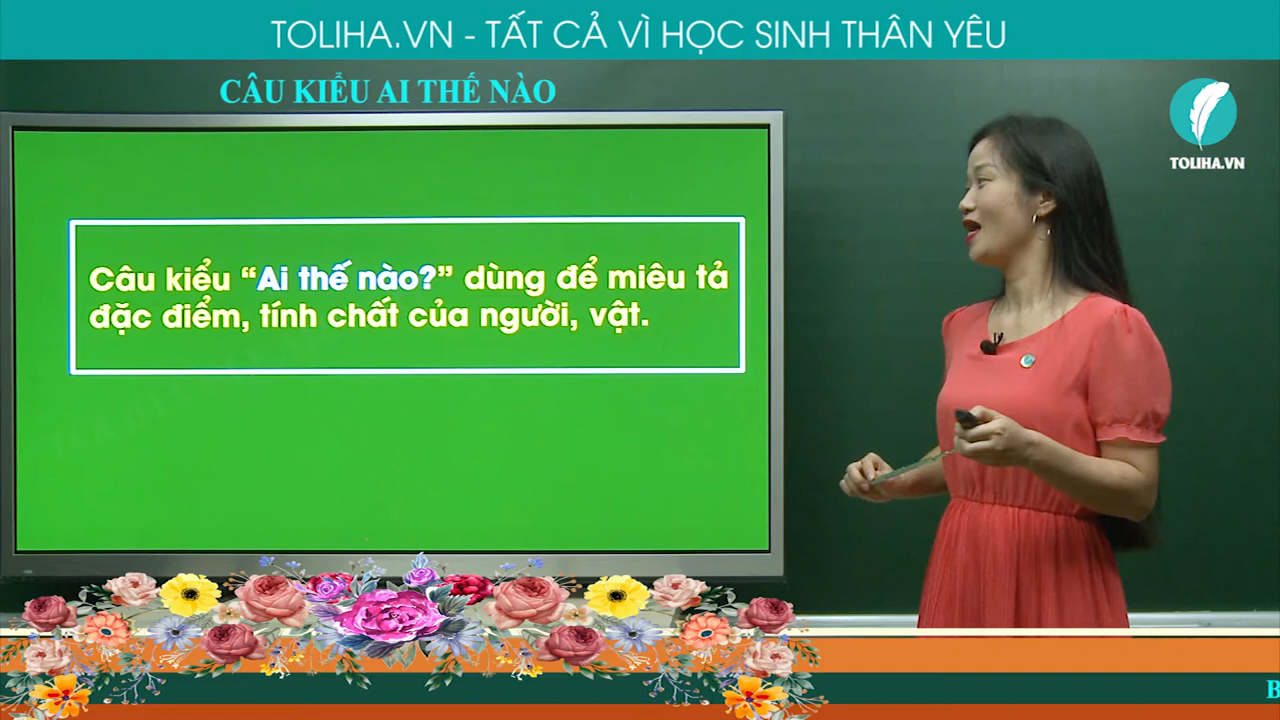 TOLIHA.VN - TẤT CẢ VÌ HỌC SINH THÂN YÊU
CÂU KIỂU AI THẾ NÀO
TOLIHA.VN
Câu kiểu “Ai thế nào?” dùng để miêu tả
đặc điểm, tính chất của người, vật.